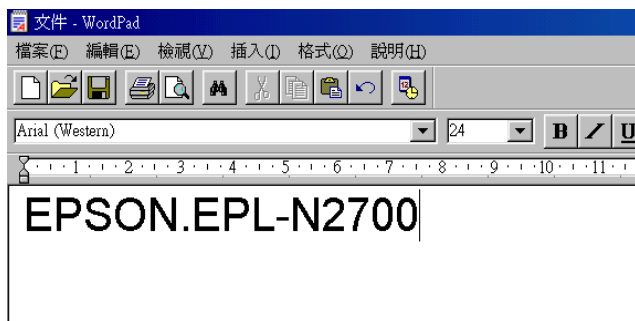 文件 - WordPad
檔案(F) 編輯(E) 檢視(V) 插入(I) 格式(O) 說明(H)
Arial (Western) 24 B I U
1 2 3 4 5 6 7 8 9 10 11
EPSON.EPL-N2700